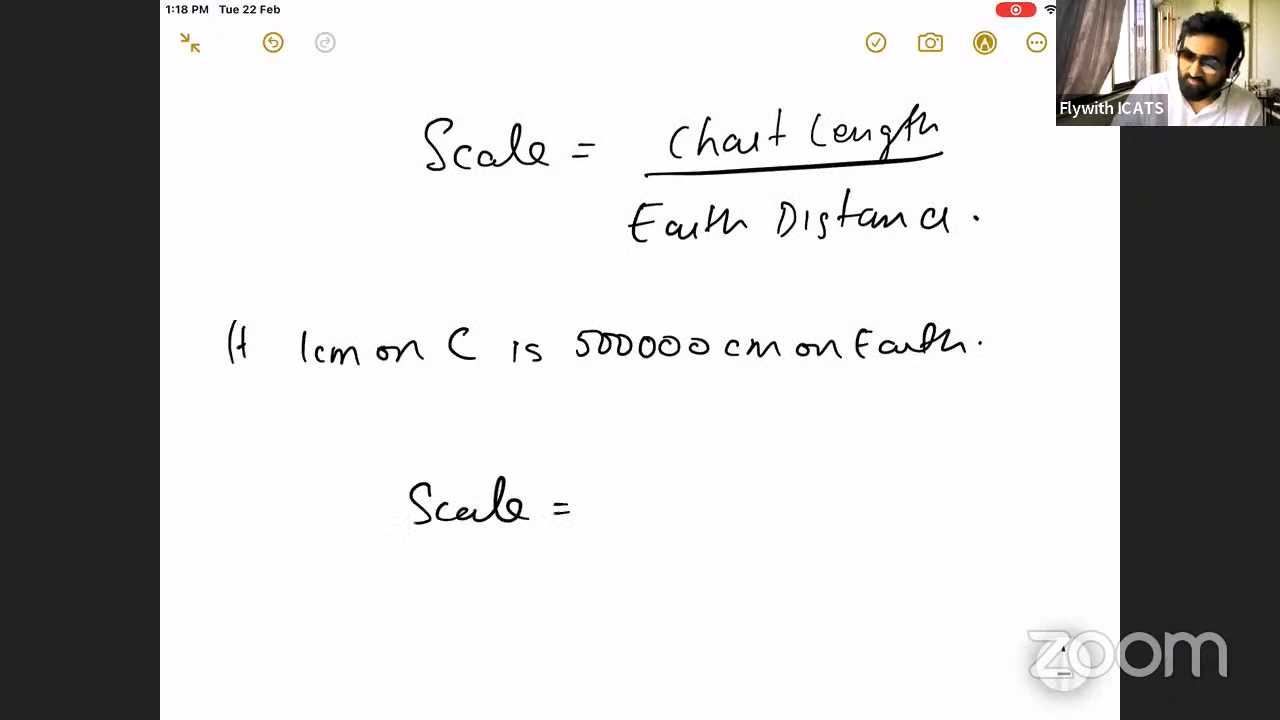 1:18 PM Tue 22 Feb
Flywith ICATS
Scale = Chart Length
Earth Distance.
If 1cm on C is 500000 cm on Earth.
Scale =
zoom